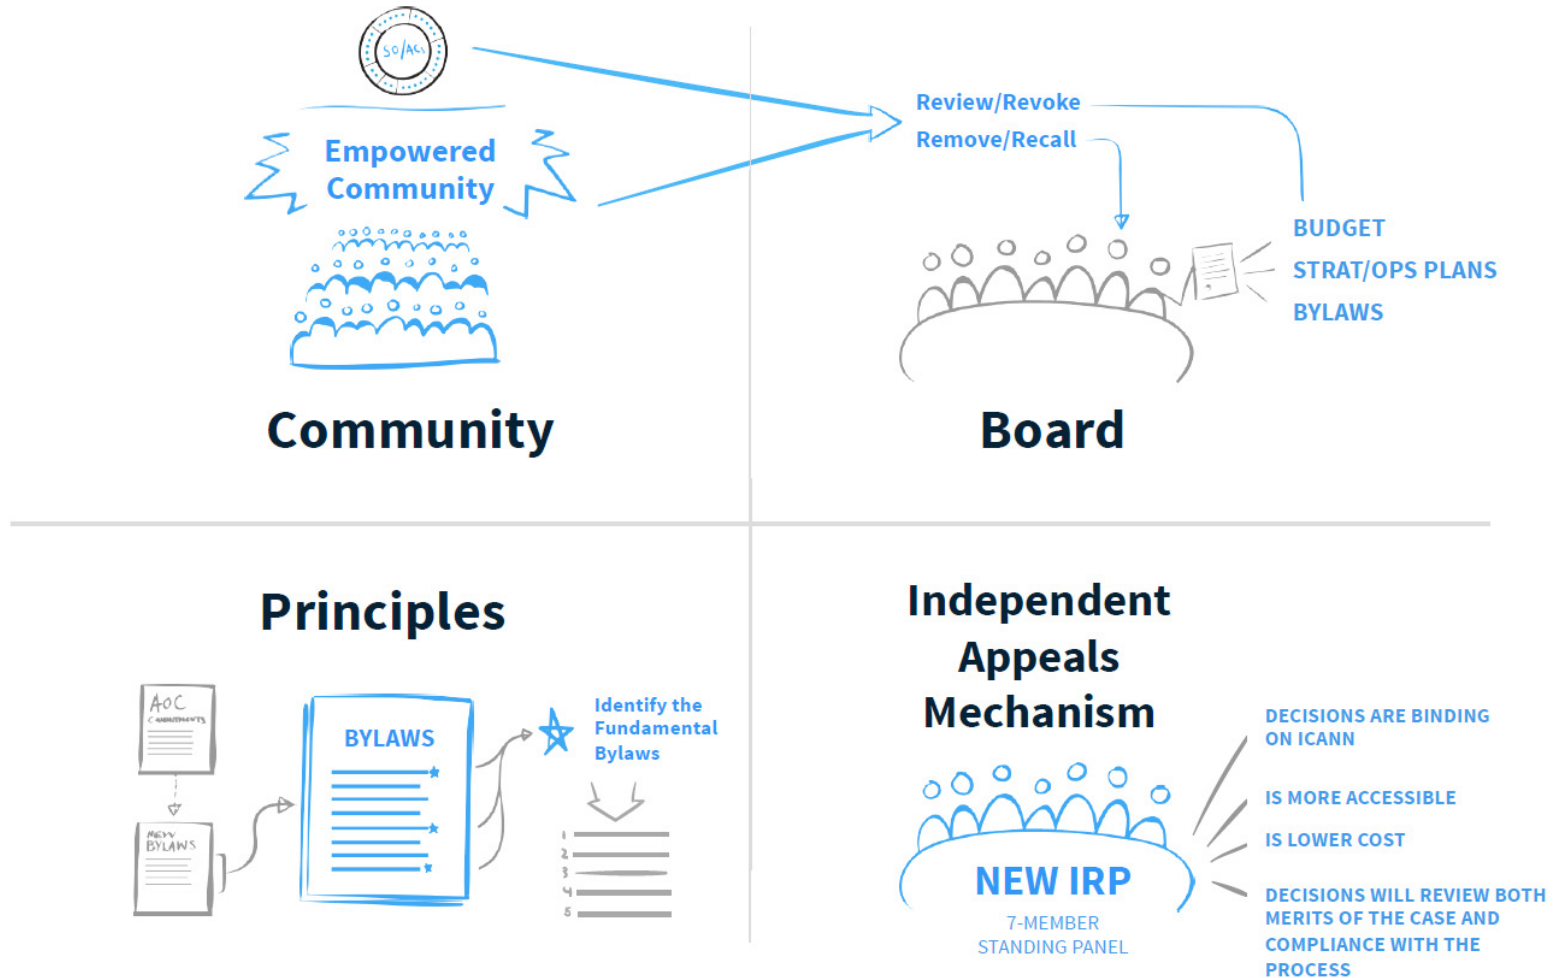 SO/ACs
Empowered
Community
Community
Review/Revoke
Remove/Recall
BUDGET
STRAT/OPS PLANS
BYLAWS
Board
Principles
AOC
COMMITMENTS
NEW
BYLAWS
BYLAWS
Identify the
Fundamental
Bylaws
1
2
3
4
5
Independent
Appeals
Mechanism
NEW IRP
7-MEMBER
STANDING PANEL
DECISIONS ARE BINDING
ON ICANN
IS MORE ACCESSIBLE
IS LOWER COST
DECISIONS WILL REVIEW BOTH
MERITS OF THE CASE AND
COMPLIANCE WITH THE
PROCESS